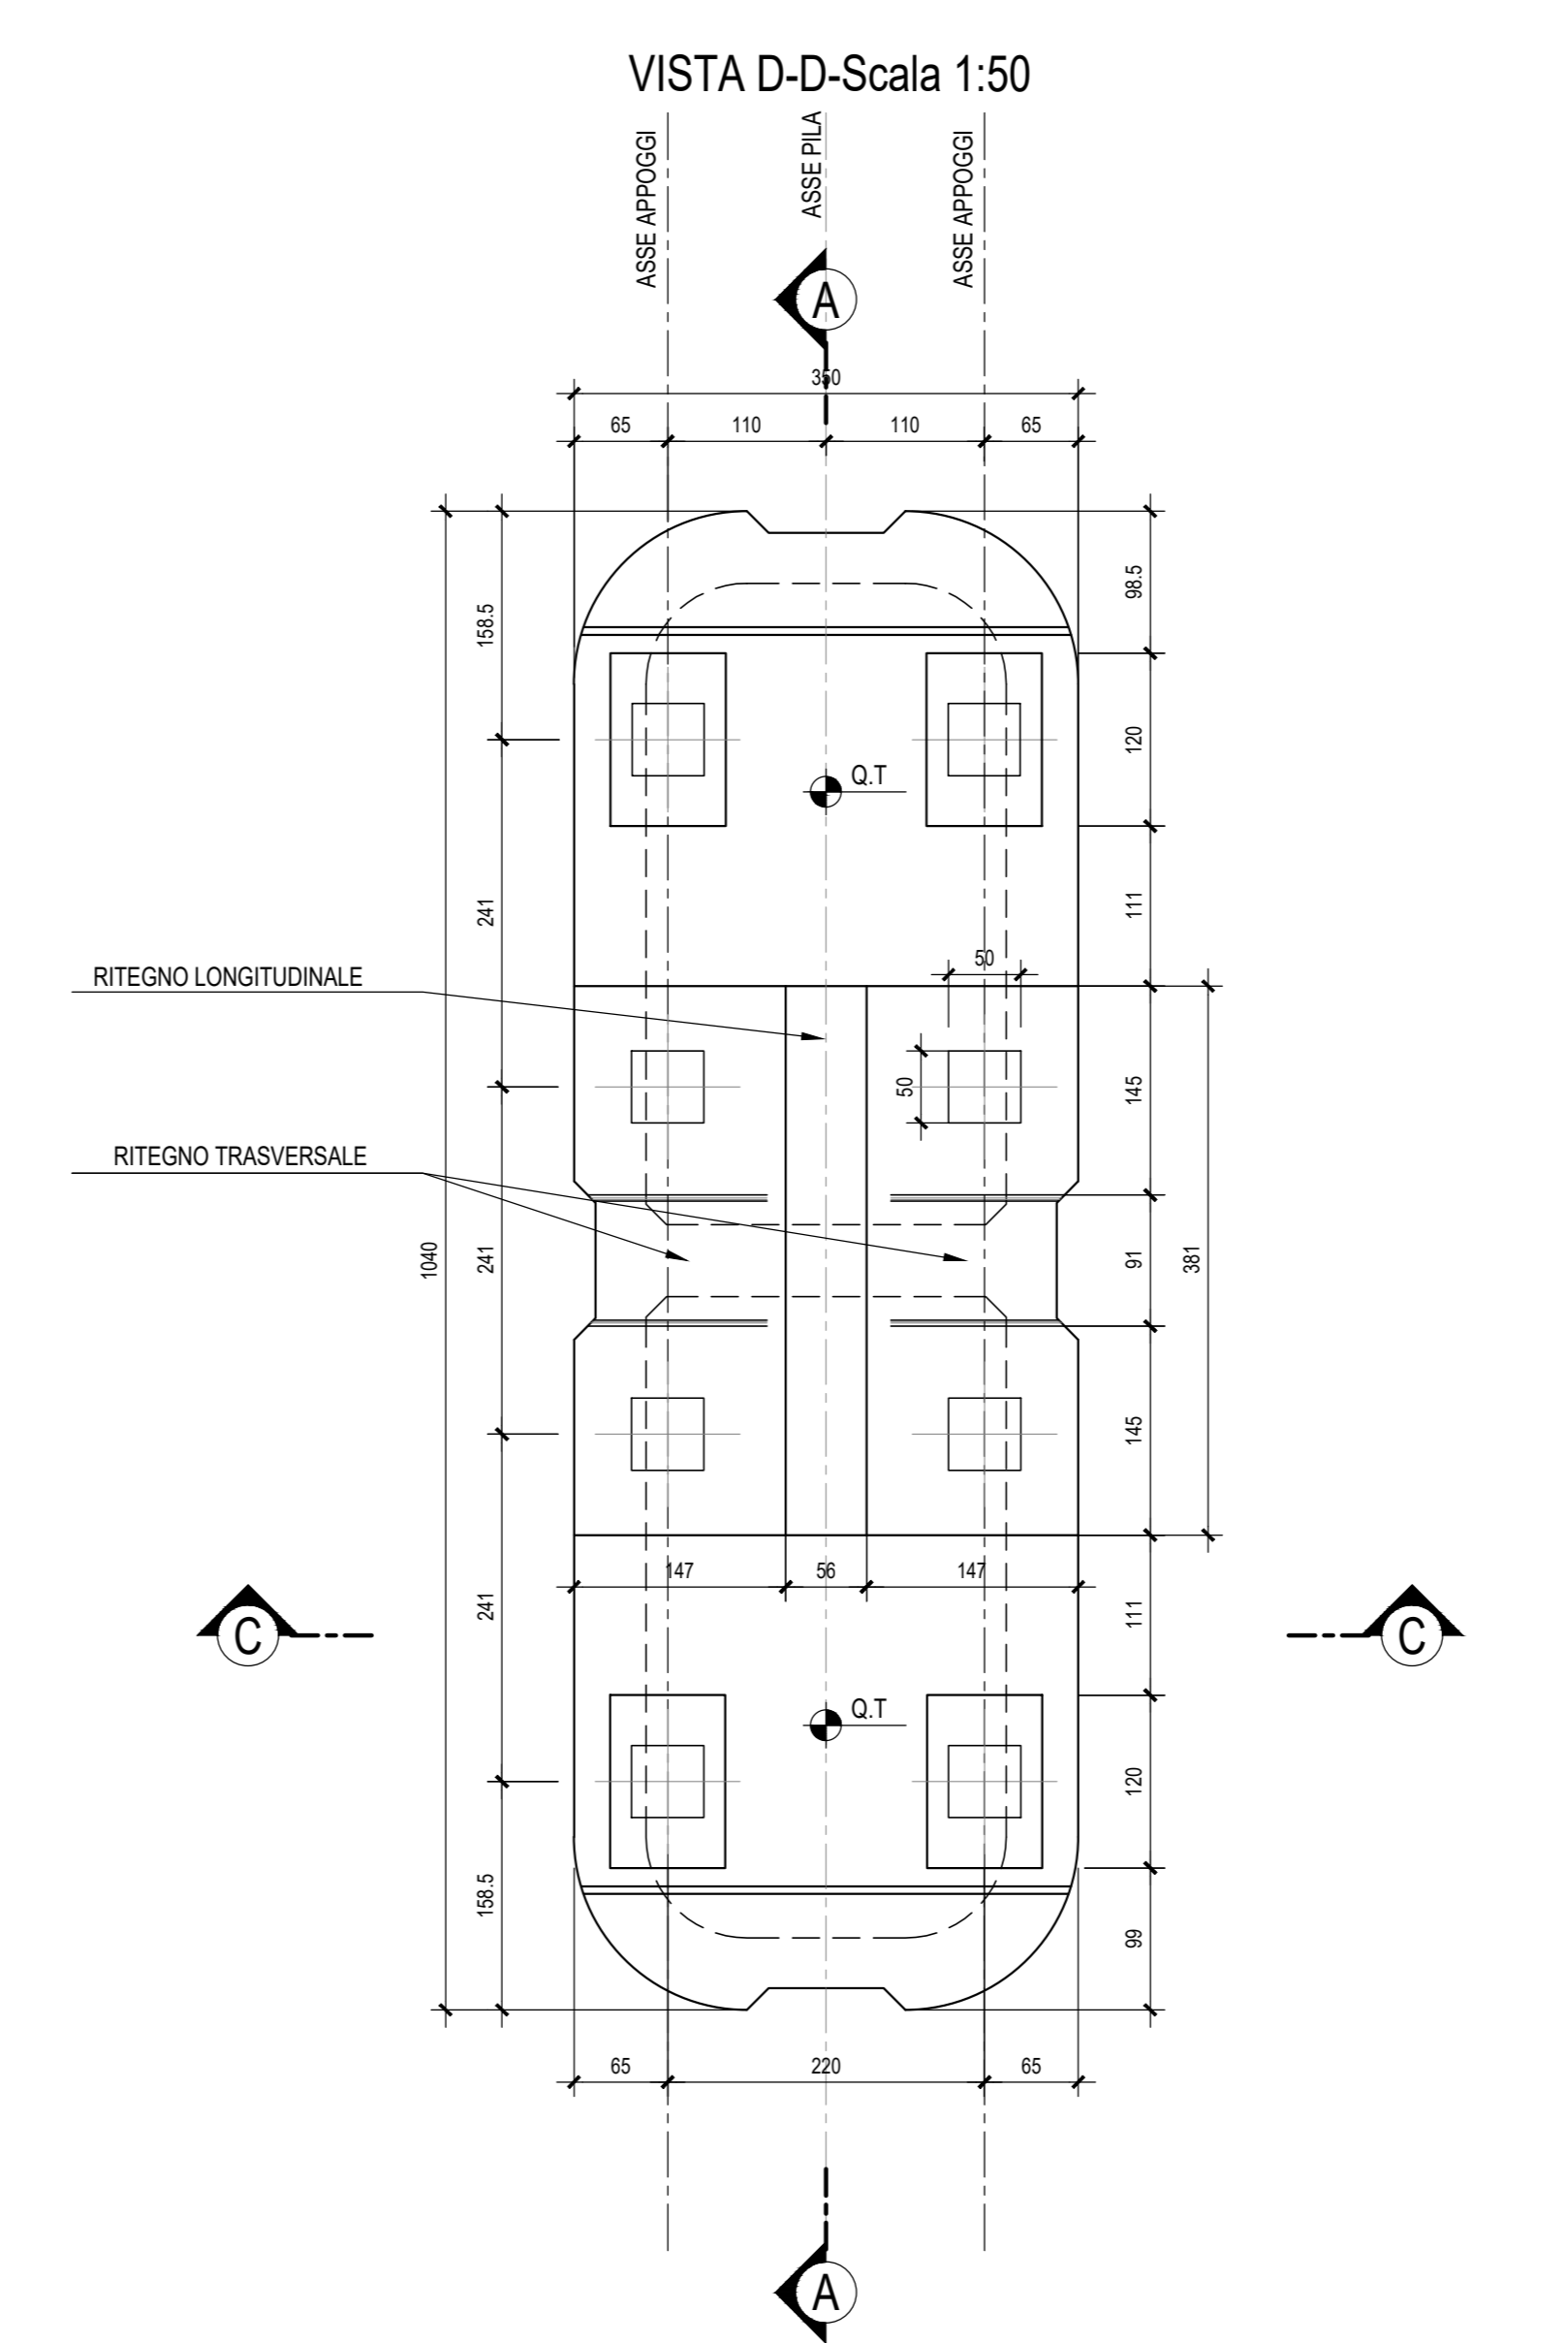 VISTA D-D-Scala 1:50
ASSE APPOGGI
ASSE PILA
ASSE APPOGGI
A
350
65
110
110
65
158.5
98.5
120
Q.T
241
111
RITEGNO LONGITUDINALE
50
50
145
RITEGNO TRASVERSALE
1040
241
91
381
145
147
56
147
241
111
C
C
Q.T
120
158.5
99
65
220
65
A